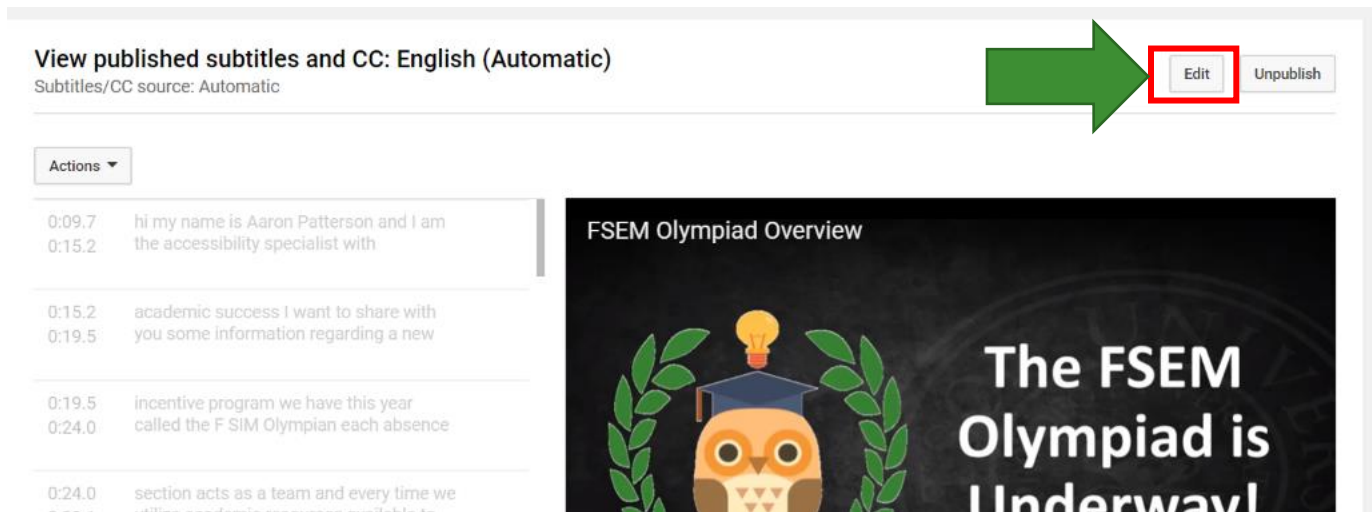 View published subtitles and CC: English (Automatic)
Subtitles/CC source: Automatic
Edit
Unpublish
Actions
0:09.7 hi my name is Aaron Patterson and I am
0:15.2 the accessibility specialist with
0:15.2 academic success I want to share with
0:19.5 you some information regarding a new
0:19.5 incentive program we have this year
0:24.0 called the F SIM Olympian each absence
0:24.0 section acts as a team and every time we
FSEM Olympiad Overview
The FSEM
Olympiad is
Underway!